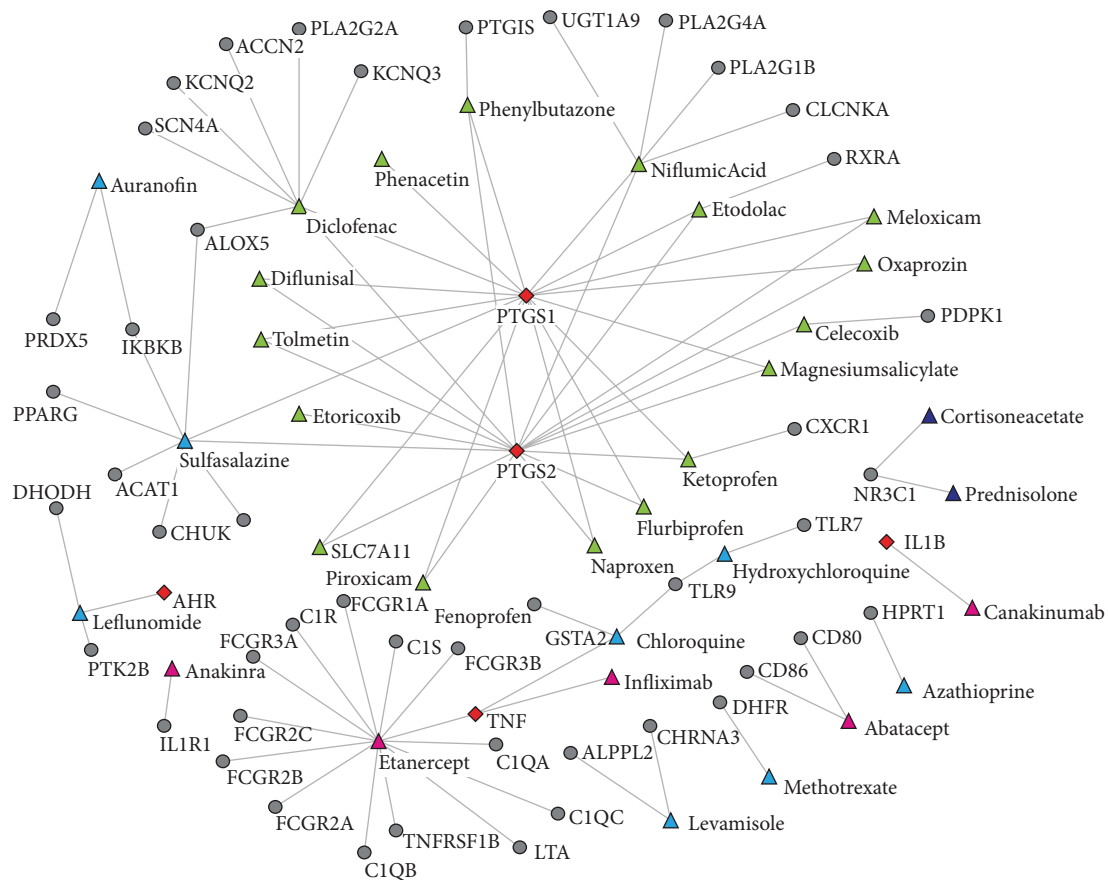 PLA2G2A
PTGIS
UGT1A9
PLA2G4A
ACCN2
KCNQ2
KCNQ3
PLA2G1B
Phenylbutazone
CLCNKA
SCN4A
RXRA
Phenacetin
NiflumicAcid
Auranofin
Etodolac
Meloxicam
Diclofenac
ALOX5
Oxaprozin
Diflunisal
PTGS1
PDPK1
Celecoxib
Tolmetin
PRDX5
IKBKB
Magnesiumsalicylate
PPARG
Etoricoxib
Cortisoneacetate
CXCR1
Sulfasalazine
PTGS2
Ketoprofen
ACAT1
NR3C1
Prednisolone
DHODH
CHUK
Flurbiprofen
TLR7
SLC7A11
IL1B
Naproxen
Hydroxychloroquine
Piroxicam
TLR9
AHR
FCGR1A
Fenoprofen
Canakinumab
Leflunomide
C1R
HPRT1
FCGR3A
C1S
GSTA2
Chloroquine
CD80
PTK2B
Anakinra
FCGR3B
Infliximab
CD86
Azathioprine
DHFR
TNF
FCGR2C
Abatacept
IL1R1
CHRNA3
Etanercept
C1QA
ALPPL2
FCGR2B
Methotrexate
FCGR2A
C1QC
Levamisole
TNFRSF1B
LTA
C1QB